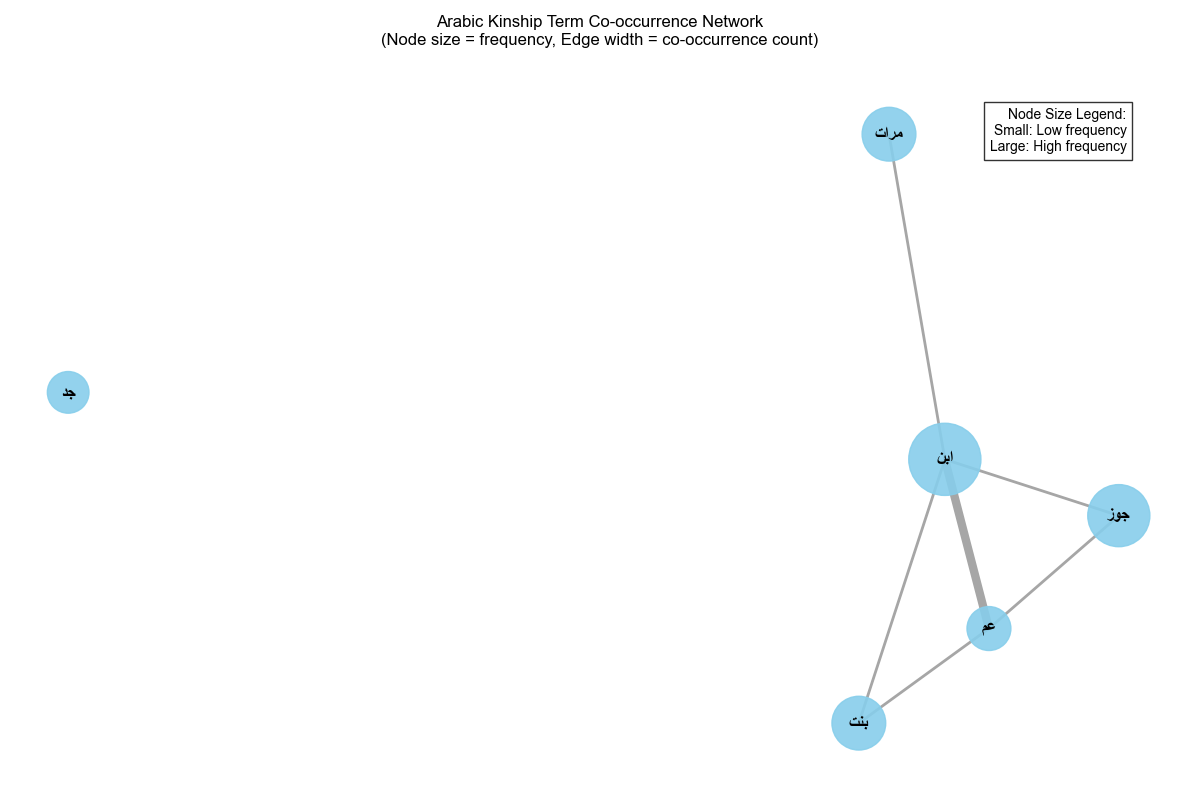 Arabic Kinship Term Co-occurrence Network
(Node size = frequency, Edge width = co-occurrence count)
Node Size Legend:
Small: Low frequency
Large: High frequency
مرات
جد
ابن
جوز
عم
بنت